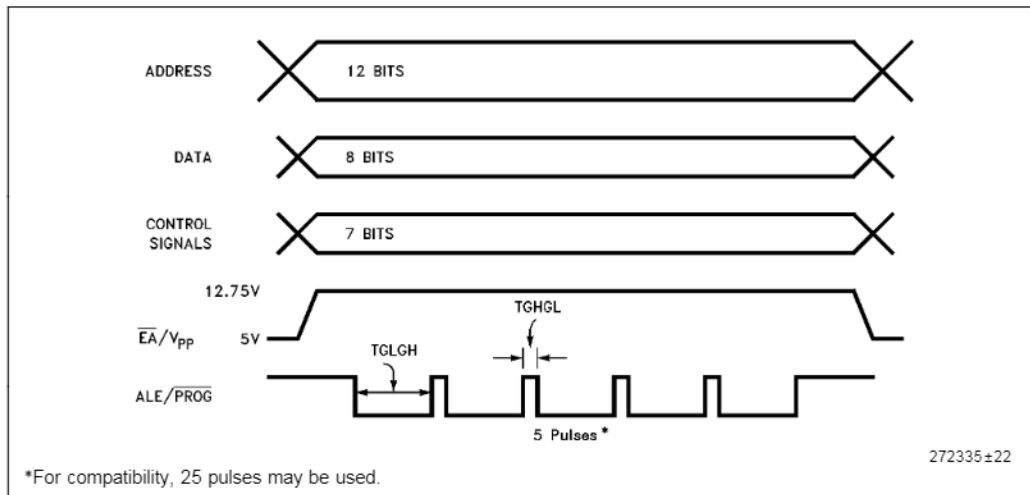 ADDRESS
12 BITS
DATA
8 BITS
CONTROL
SIGNALS
7 BITS
12.75V
TGHGL
EA/VPP
5V
TGLGH
ALE/PROG
5 Pulses*
272335±22
*For compatibility, 25 pulses may be used.